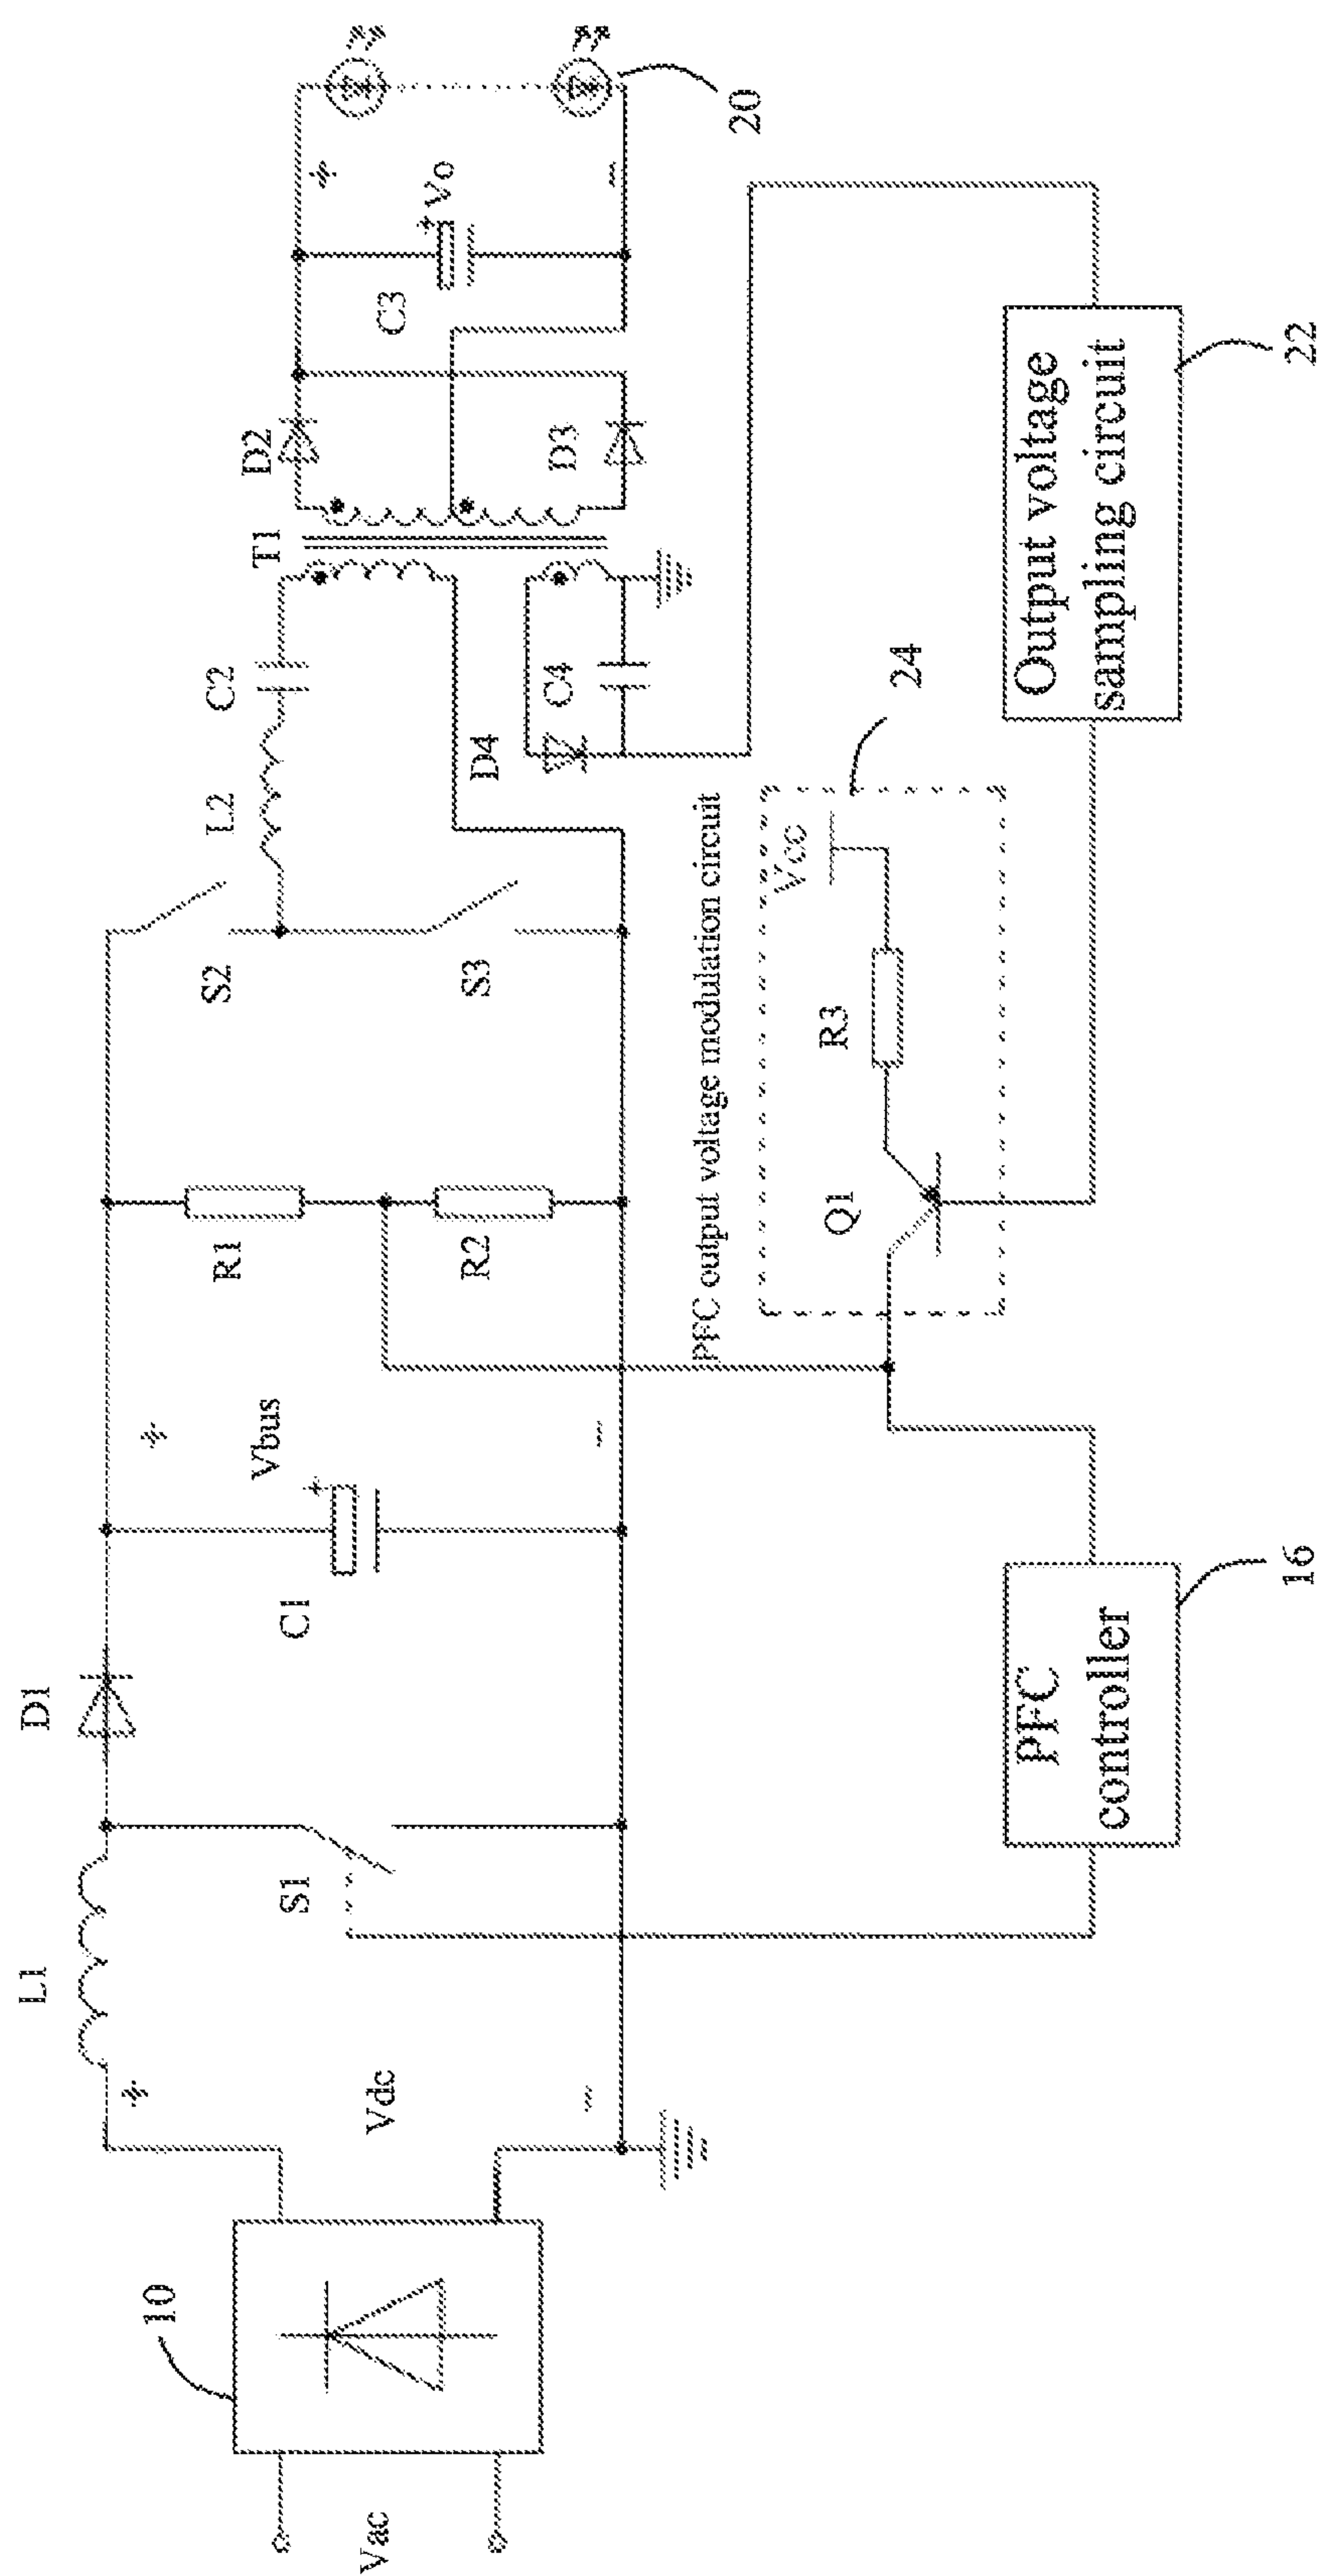 Vac
10
Vdc
+
−
L1
S1
D1
C1
+
Vbus
+
−
R1
R2
S2
S3
L2
C2
T1
D4
C4
D2
D3
C3
+
Vo
+
−
20
PFC output voltage modulation circuit
24
Q1
R3
Vcc
PFC
controller
16
Output voltage
sampling circuit
22